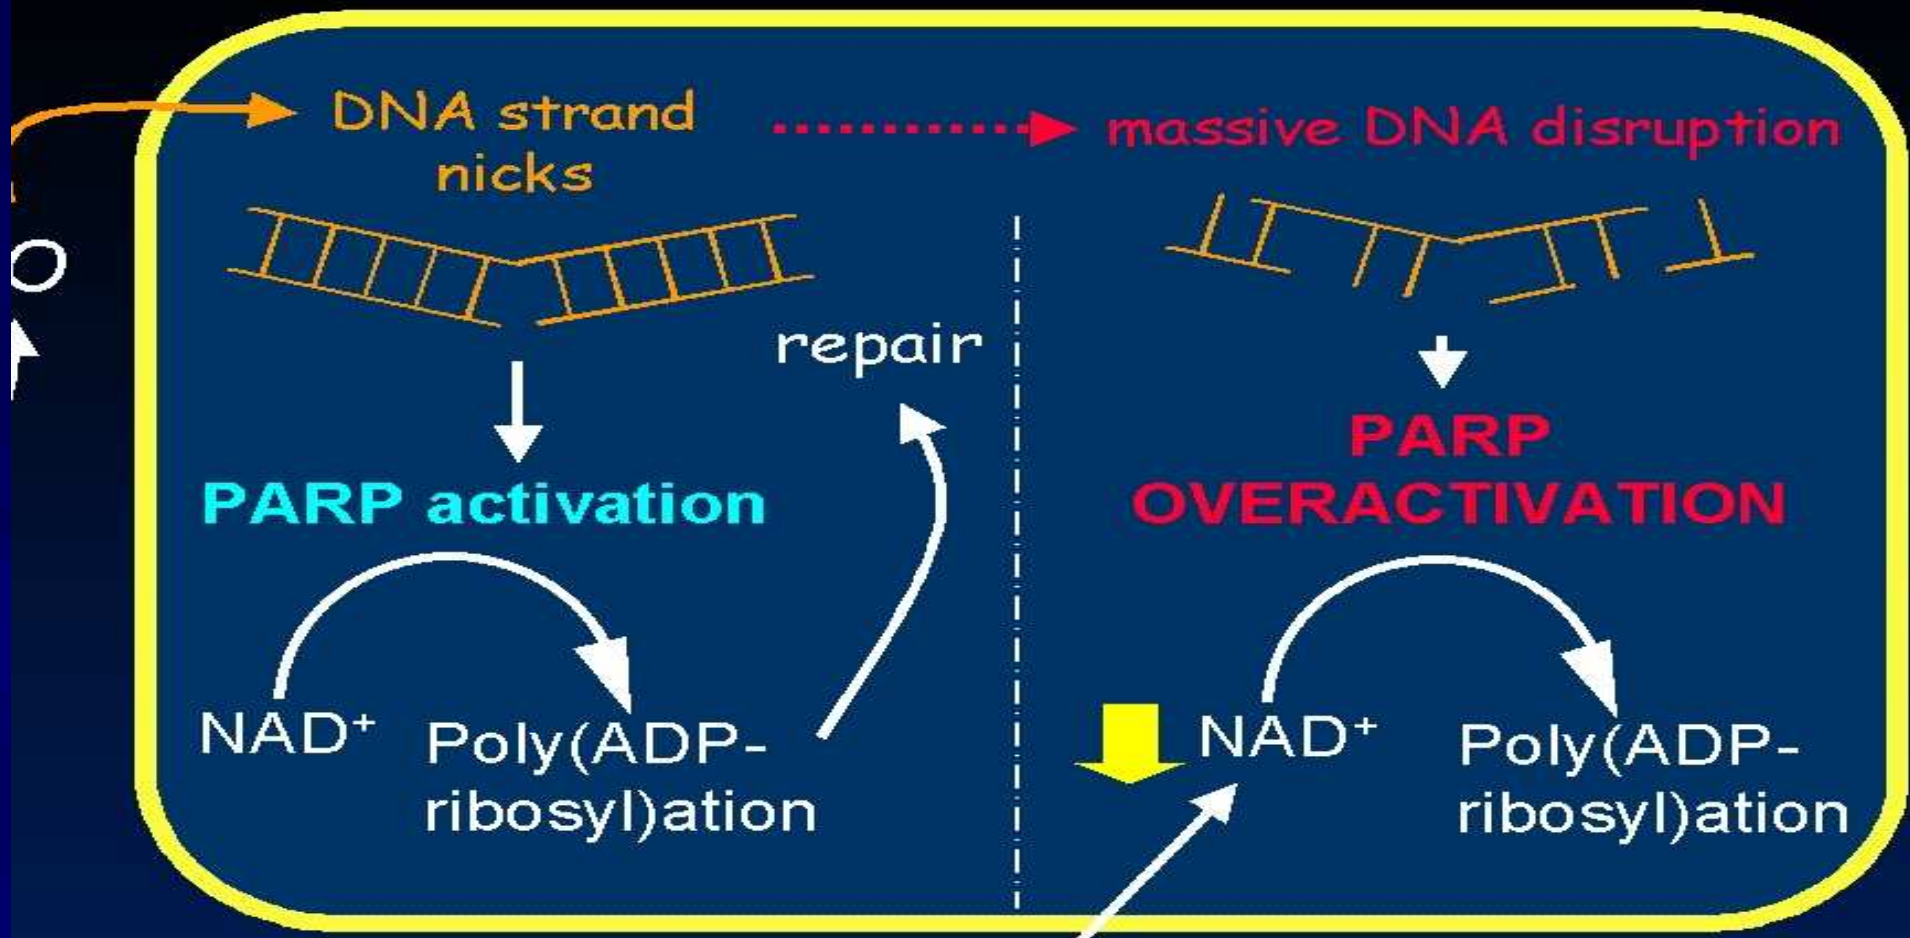 DNA strand
nicks
massive DNA disruption
O
repair
PARP activation
PARP
OVERACTIVATION
NAD⁺
Poly(ADP-
ribosyl)ation
NAD⁺
Poly(ADP-
ribosyl)ation